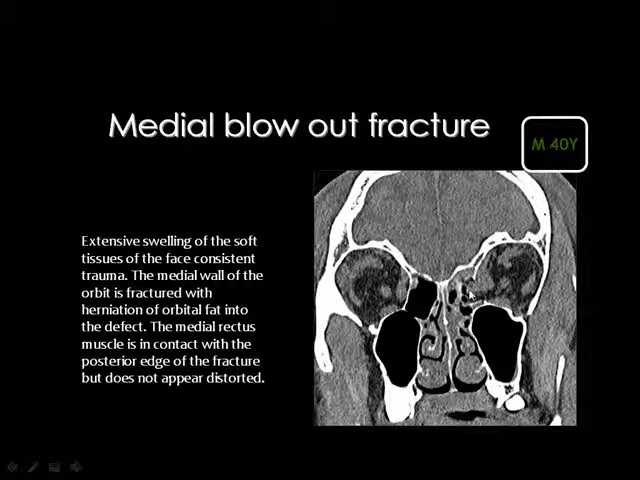 Medial blow out fracture
M 40Y
Extensive swelling of the soft
tissues of the face consistent
trauma. The medial wall of the
orbit is fractured with
herniation of orbital fat into
the defect. The medial rectus
muscle is in contact with the
posterior edge of the fracture
but does not appear distorted.